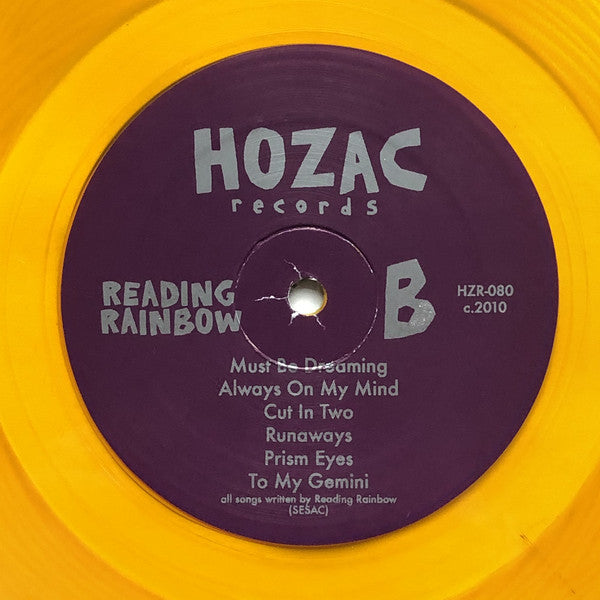 HOZAC
records
READING
RAINBOW
B
HZR-080
c.2010
Must Be Dreaming
Always On My Mind
Cut In Two
Runaways
Prism Eyes
To My Gemini
all songs written by Reading Rainbow
(SESAC)